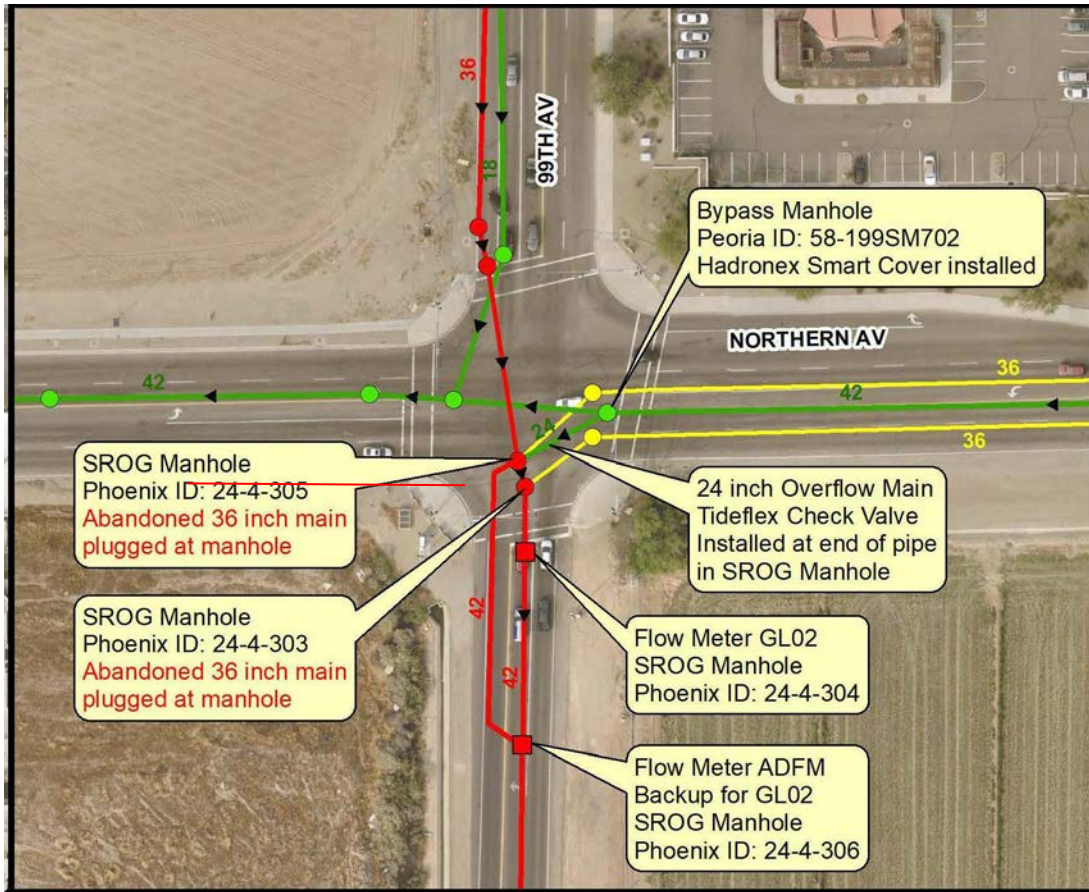 36
18
99TH AV
Bypass Manhole
Peoria ID: 58-199SM702
Hadronex Smart Cover installed
NORTHERN AV
42
36
42
24
36
SROG Manhole
Phoenix ID: 24-4-305
Abandoned 36 inch main
plugged at manhole
24 inch Overflow Main
Tideflex Check Valve
Installed at end of pipe
in SROG Manhole
SROG Manhole
Phoenix ID: 24-4-303
Abandoned 36 inch main
plugged at manhole
42
42
Flow Meter GL02
SROG Manhole
Phoenix ID: 24-4-304
Flow Meter ADFM
Backup for GL02
SROG Manhole
Phoenix ID: 24-4-306